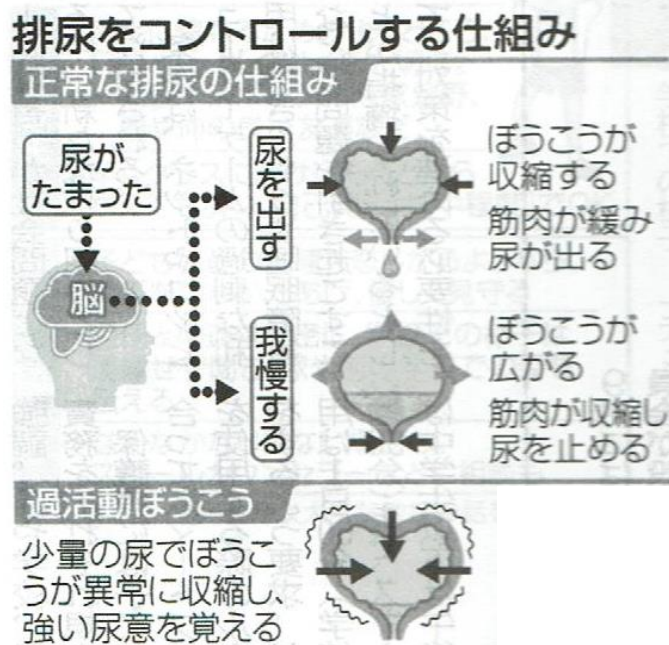 排尿をコントロールする仕組み
正常な排尿の仕組み
尿が
たまった
脳
尿を出す
ぼうこうが
収縮する
筋肉が緩み
尿が出る
我慢する
ぼうこうが
広がる
筋肉が収縮し
尿を止める
過活動ぼうこう
少量の尿でぼうこ
うが異常に収縮し、
強い尿意を覚える